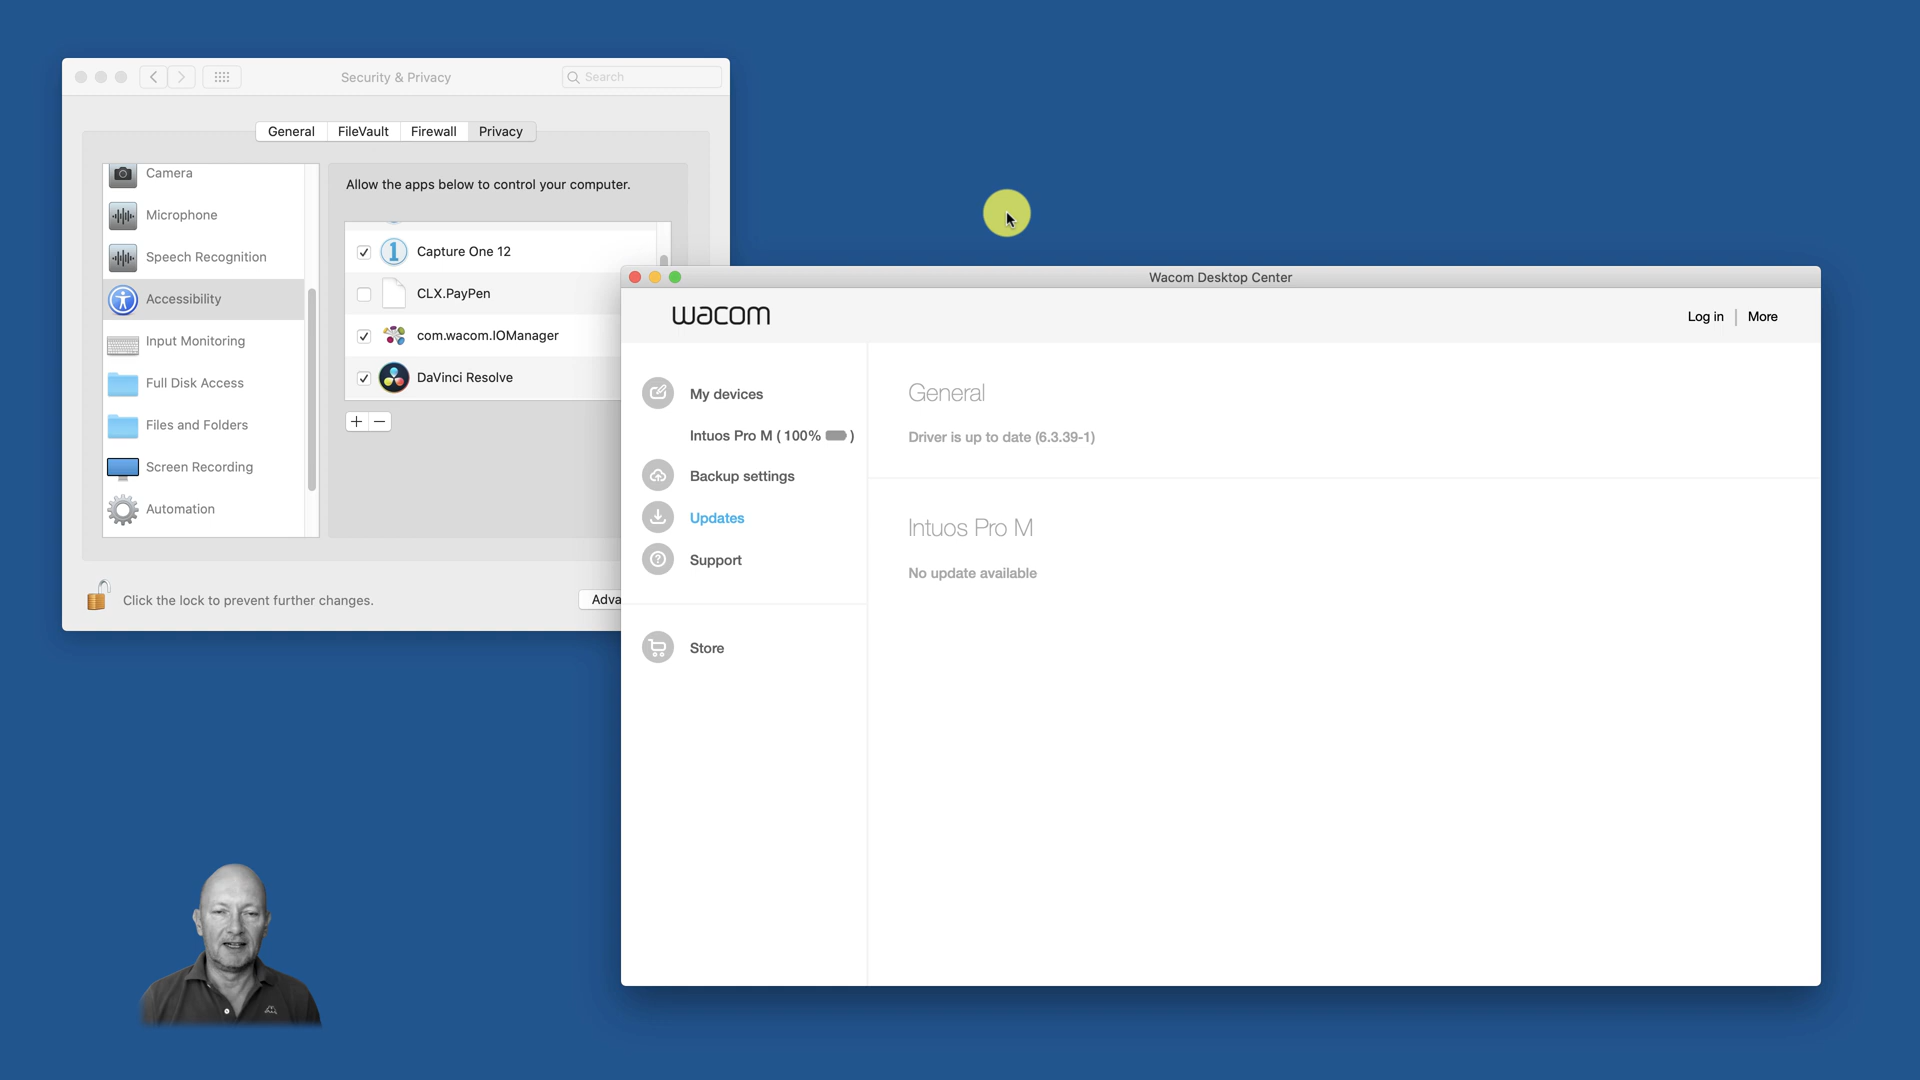 Security & Privacy
Search
General
FileVault
Firewall
Privacy
Camera
Microphone
Speech Recognition
Accessibility
Input Monitoring
Full Disk Access
Files and Folders
Screen Recording
Automation
Allow the apps below to control your computer.
1
Capture One 12
CLX.PayPen
com.wacom.IOManager
DaVinci Resolve
Click the lock to prevent further changes.
Adva
Wacom Desktop Center
wacom
Log in
More
My devices
Intuos Pro M ( 100% )
Backup settings
Updates
Support
Store
General
Driver is up to date (6.3.39-1)
Intuos Pro M
No update available